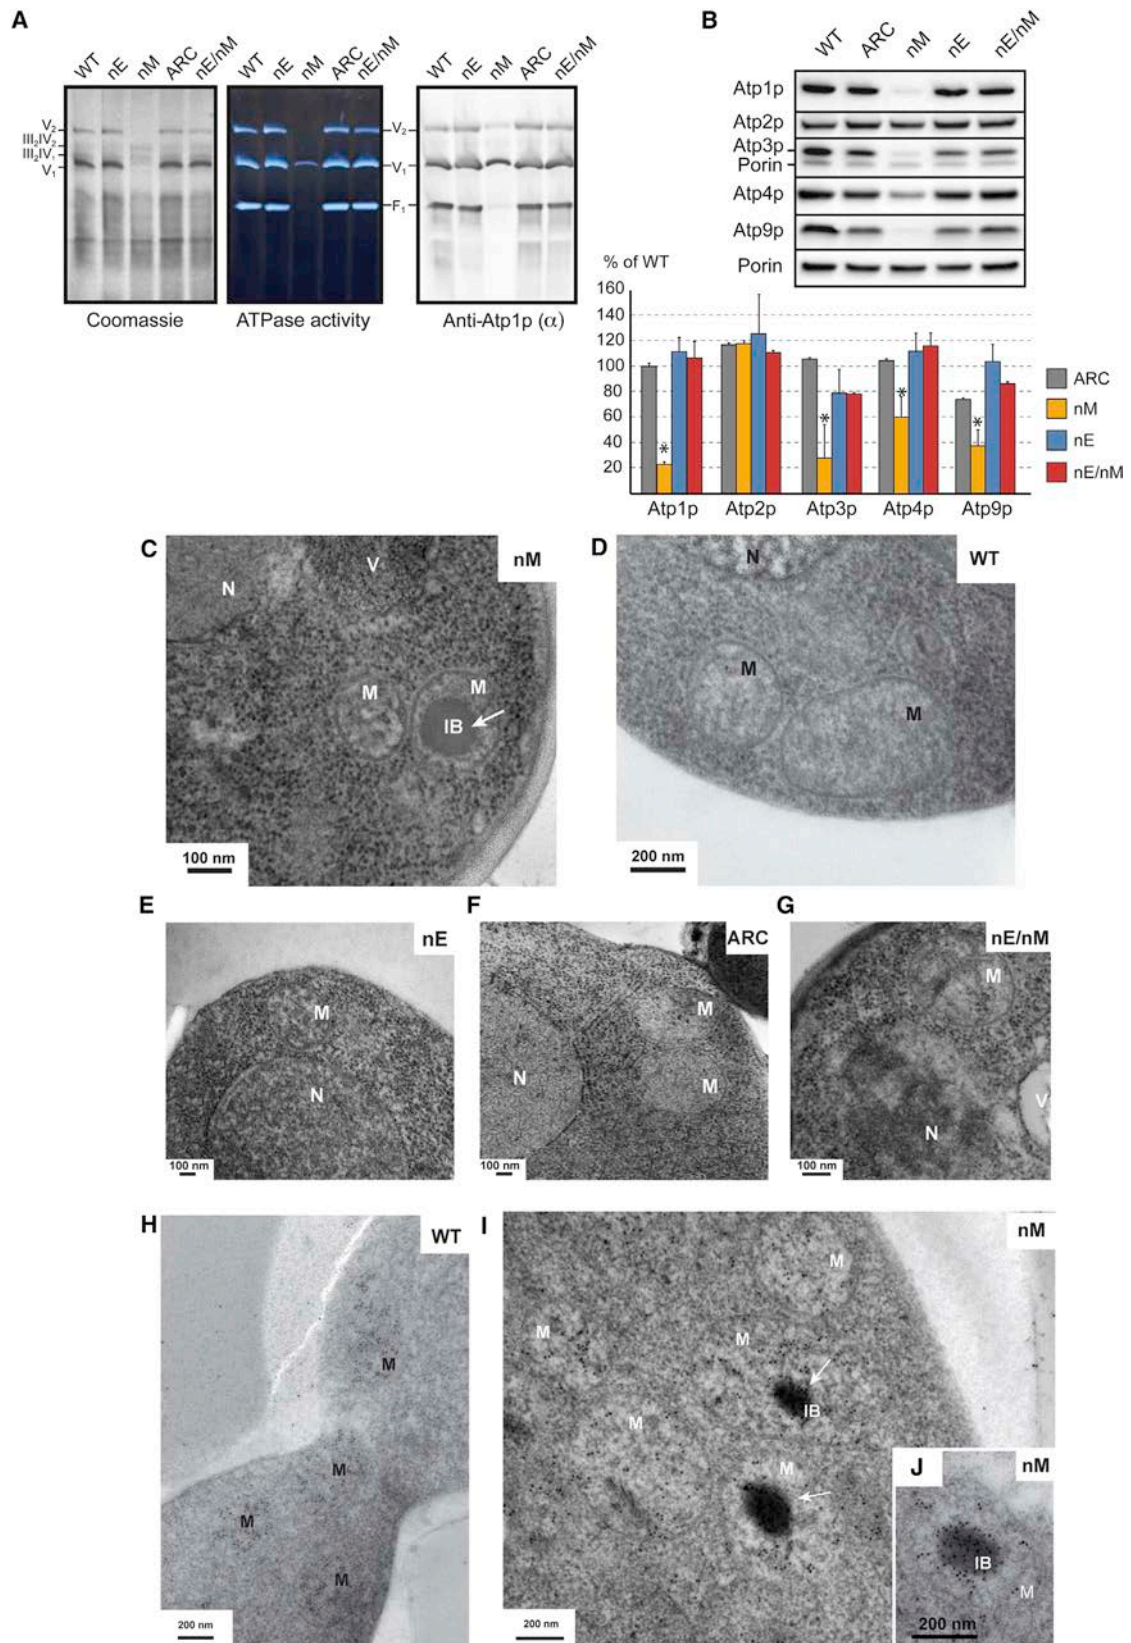 A
WT nE nM ARC nE/nM
WT nE nM ARC nE/nM
WT nE nM ARC nE/nM
V₂
III₂IV₂
III₂IV₁
V₁
V₂
V₁
F₁
Coomassie
ATPase activity
Anti-Atp1p (α)
B
WT ARC nM nE nE/nM
Atp1p
Atp2p
Atp3p
Porin
Atp4p
Atp9p
Porin
% of WT
160
140
120
100
80
60
40
20
* * * *
Atp1p Atp2p Atp3p Atp4p Atp9p
ARC
nM
nE
nE/nM
C
nM
N
V
M
M
IB
100 nm
D
WT
N
M
M
200 nm
E
nE
M
N
100 nm
F
ARC
M
N
M
100 nm
G
nE/nM
M
V
N
100 nm
H
WT
M
M
M
M
200 nm
I
nM
M
M
M
IB
M
M
200 nm
J
nM
IB
M
200 nm